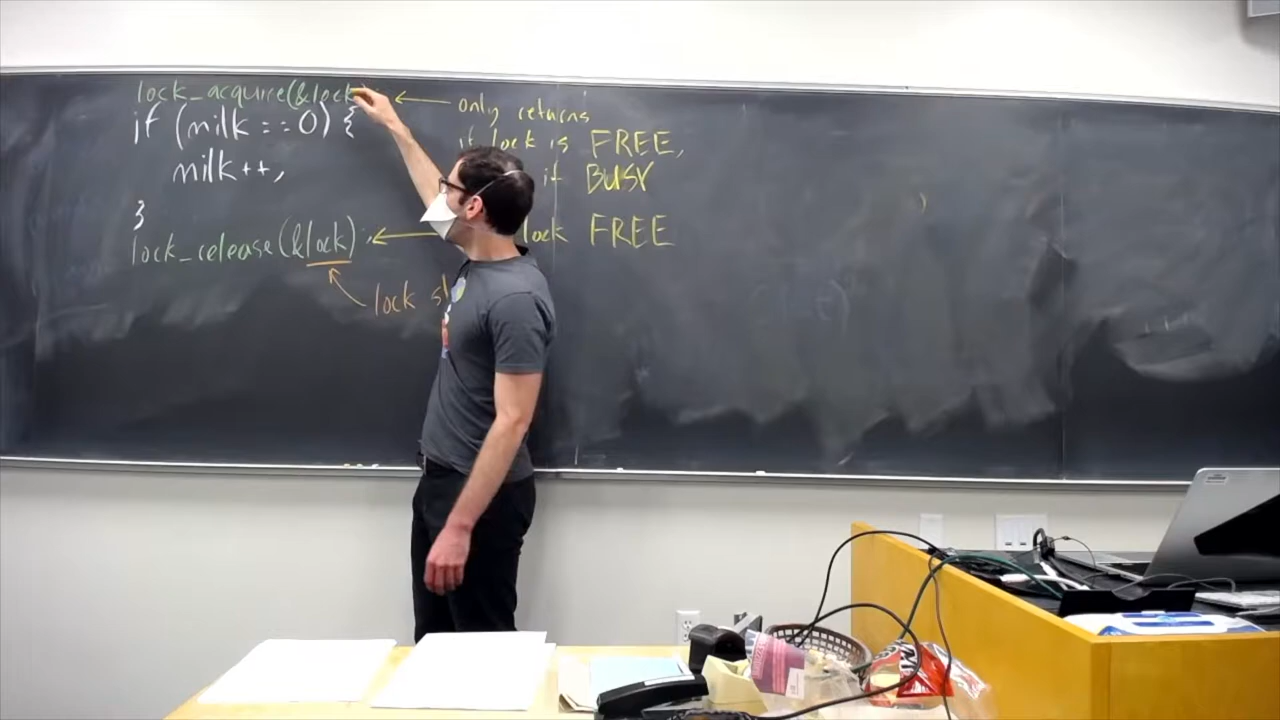 lock_acquire(&lock
if (milk == 0) {
milk++;
}
lock_release(&lock);
only returns
if lock is FREE,
if BUSY
lock FREE
lock